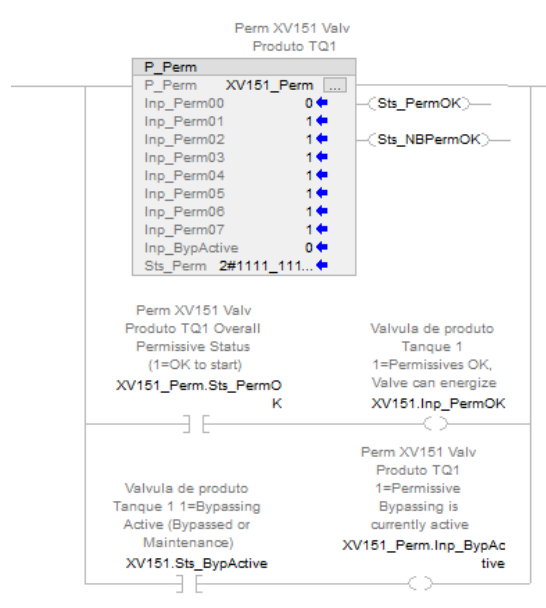 Perm XV151 Valv
Produto TQ1
P_Perm
P_Perm XV151_Perm ...
Inp_Perm00 0
Sts_PermOK
Inp_Perm01 1
Inp_Perm02 1
Sts_NBPermOK
Inp_Perm03 1
Inp_Perm04 1
Inp_Perm05 1
Inp_Perm06 1
Inp_Perm07 1
Inp_BypActive 0
Sts_Perm 2#1111_111...
Perm XV151 Valv
Produto TQ1 Overall
Permissive Status
(1=OK to start)
XV151_Perm.Sts_PermO
K
Valvula de produto
Tanque 1
1=Permissives OK,
Valve can energize
XV151.Inp_PermOK
Valvula de produto
Tanque 1 1=Bypassing
Active (Bypassed or
Maintenance)
XV151.Sts_BypActive
Perm XV151 Valv
Produto TQ1
1=Permissive
Bypassing is
currently active
XV151_Perm.Inp_BypAc
tive